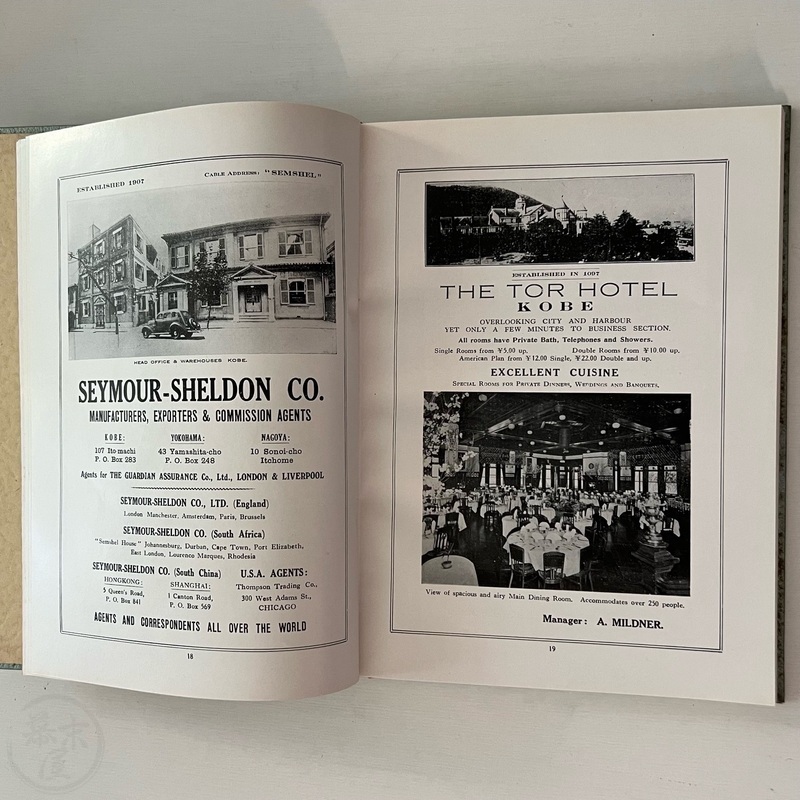 ESTABLISHED 1907
CABLE ADDRESS: "SEMSHEL"
HEAD OFFICE & WAREHOUSES KOBE.
SEYMOUR-SHELDON CO.
MANUFACTURERS, EXPORTERS & COMMISSION AGENTS
KOBE: YOKOHAMA: NAGOYA:
107 Ito machi 43 Yamashita-cho 10 Sonoi-cho
P. O. Box 283 P. O. Box 248 Itchome
Agents for THE GUARDIAN ASSURANCE Co., Ltd., LONDON & LIVERPOOL
SEYMOUR-SHELDON CO., LTD. (England)
London Manchester, Amsterdam, Paris, Brussels
SEYMOUR-SHELDON CO. (South Africa)
"Semshel House" Johannesburg, Durban, Cape Town, Port Elizabeth,
East London, Lourenco Marques, Rhodesia
SEYMOUR-SHELDON CO. (South China) U.S.A. AGENTS:
HONGKONG: SHANGHAI: Thompson Trading Co.,
5 Queen's Road, 1 Canton Road, 300 West Adams St.,
P. O. Box 841 P. O. Box 569 CHICAGO
AGENTS AND CORRESPONDENTS ALL OVER THE WORLD
18
ESTABLISHED IN 1097
THE TOR HOTEL
KOBE
OVERLOOKING CITY AND HARBOUR
YET ONLY A FEW MINUTES TO BUSINESS SECTION.
All rooms have Private Bath, Telephones and Showers.
Single Rooms from ¥5.00 up. Double Rooms from ¥10.00 up.
American Plan from ¥12.00 Single, ¥22.00 Double and up.
EXCELLENT CUISINE
SPECIAL ROOMS FOR PRIVATE DINNERS, WEDDINGS AND BANQUETS.
View of specious and airy Main Dining Room. Accommodates over 250 people.
Manager: A. MILDNER.
19
幕末屋